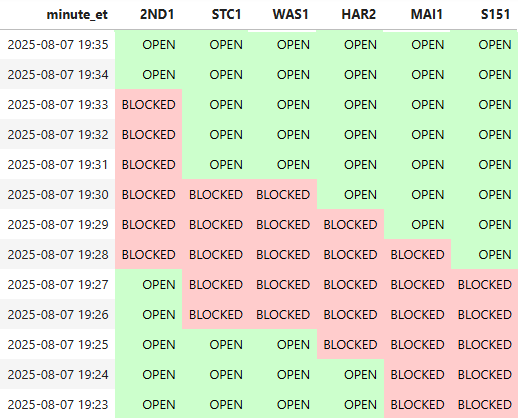 minute_et 2ND1 STC1 WAS1 HAR2 MAI1 S151
2025-08-07 19:35 OPEN OPEN OPEN OPEN OPEN OPEN
2025-08-07 19:34 OPEN OPEN OPEN OPEN OPEN OPEN
2025-08-07 19:33 BLOCKED OPEN OPEN OPEN OPEN OPEN
2025-08-07 19:32 BLOCKED OPEN OPEN OPEN OPEN OPEN
2025-08-07 19:31 BLOCKED OPEN OPEN OPEN OPEN OPEN
2025-08-07 19:30 BLOCKED BLOCKED BLOCKED OPEN OPEN OPEN
2025-08-07 19:29 BLOCKED BLOCKED BLOCKED BLOCKED OPEN OPEN
2025-08-07 19:28 BLOCKED BLOCKED BLOCKED BLOCKED BLOCKED OPEN
2025-08-07 19:27 OPEN BLOCKED BLOCKED BLOCKED BLOCKED BLOCKED
2025-08-07 19:26 OPEN BLOCKED BLOCKED BLOCKED BLOCKED BLOCKED
2025-08-07 19:25 OPEN OPEN OPEN BLOCKED BLOCKED BLOCKED
2025-08-07 19:24 OPEN OPEN OPEN OPEN BLOCKED BLOCKED
2025-08-07 19:23 OPEN OPEN OPEN OPEN BLOCKED BLOCKED